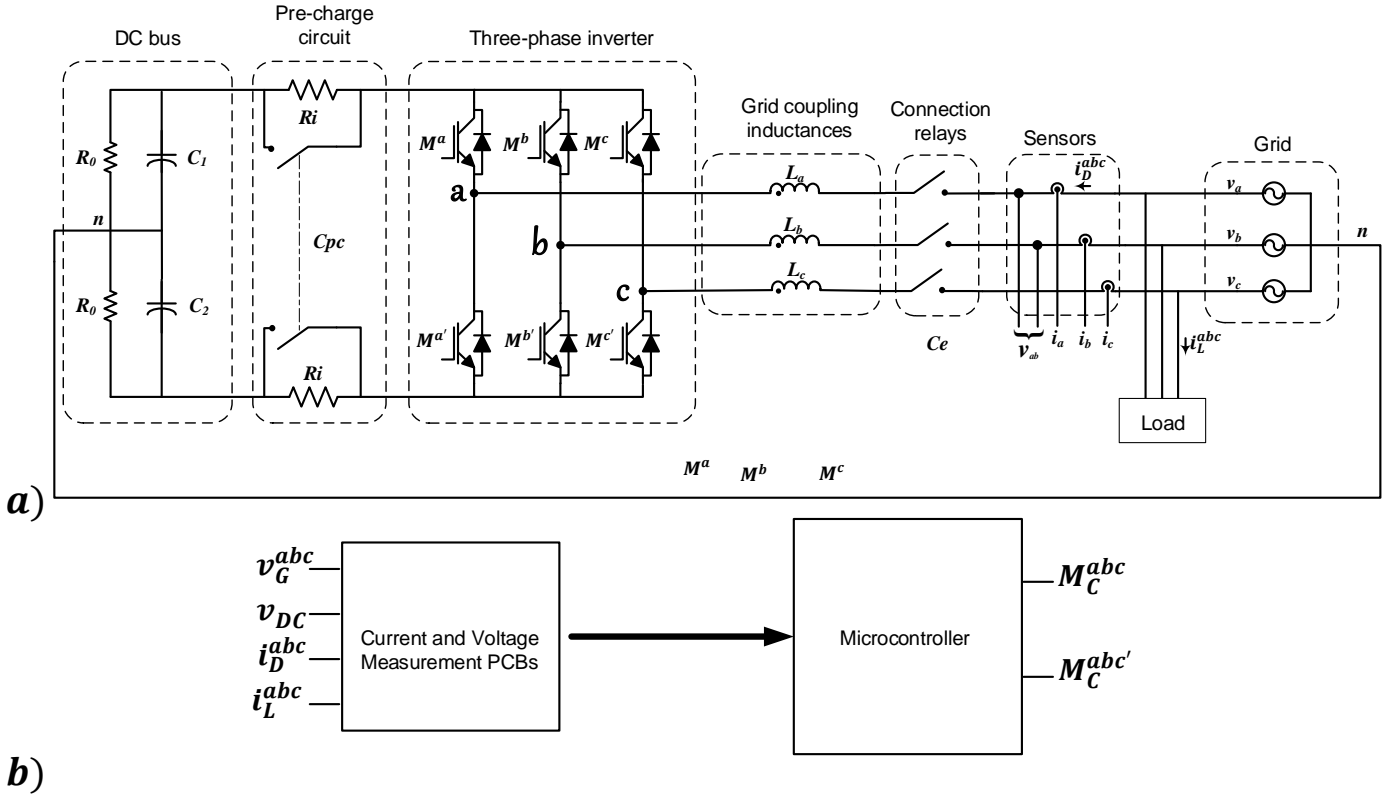 Pre-charge
circuit
DC bus
Three-phase inverter
Grid coupling
inductances
Connection
relays
Sensors
Grid
Ri
R0
C1
Ma
Mb
Mc
La
iDabc
va
a
n
Cpc
b
Lb
vb
n
Lc
c
vc
R0
C2
Ma'
Mb'
Mc'
Ce
vab
ia
ib
ic
iLabc
Ri
Load
Ma
Mb
Mc
a)
vGabc
vDC
iDabc
iLabc
Current and Voltage
Measurement PCBs
Microcontroller
MCabc
MCabc'
b)